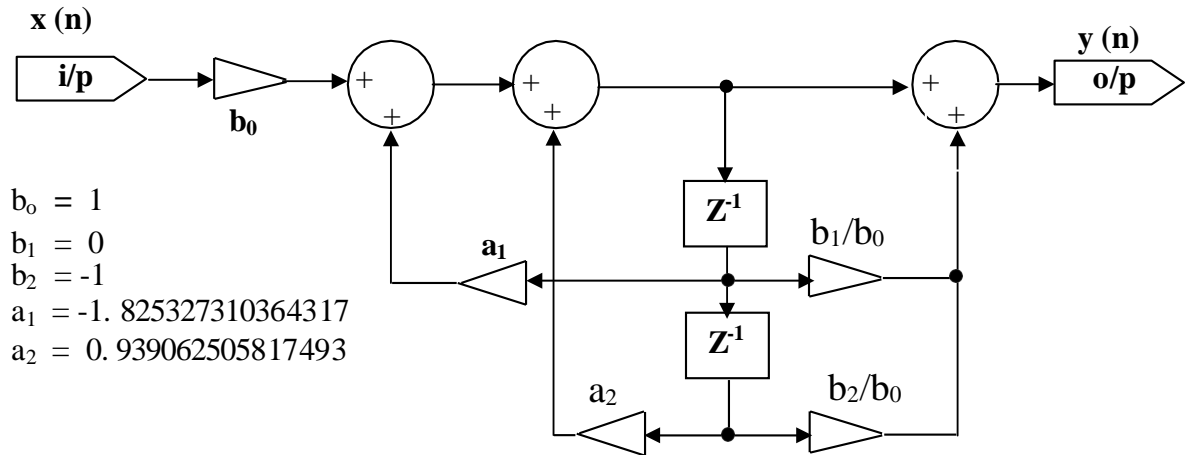 x (n)
y (n)
i/p
b₀
+
+
+
+
+
+
o/p
Z⁻¹
bₒ = 1
b₁ = 0
b₂ = -1
a₁ = -1. 825327310364317
a₂ = 0. 939062505817493
a₁
b₁/b₀
Z⁻¹
a₂
b₂/b₀